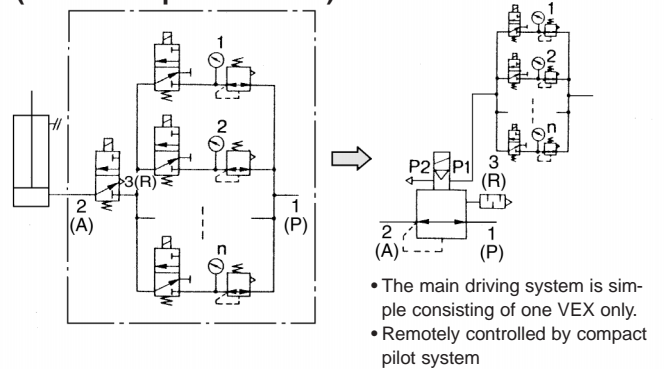 1
2
3(R)
2
(A)
1
(P)
n
1
2
n
P2
P1
3
(R)
2
(A)
1
(P)
• The main driving system is sim-
ple consisting of one VEX only.
• Remotely controlled by compact
pilot system